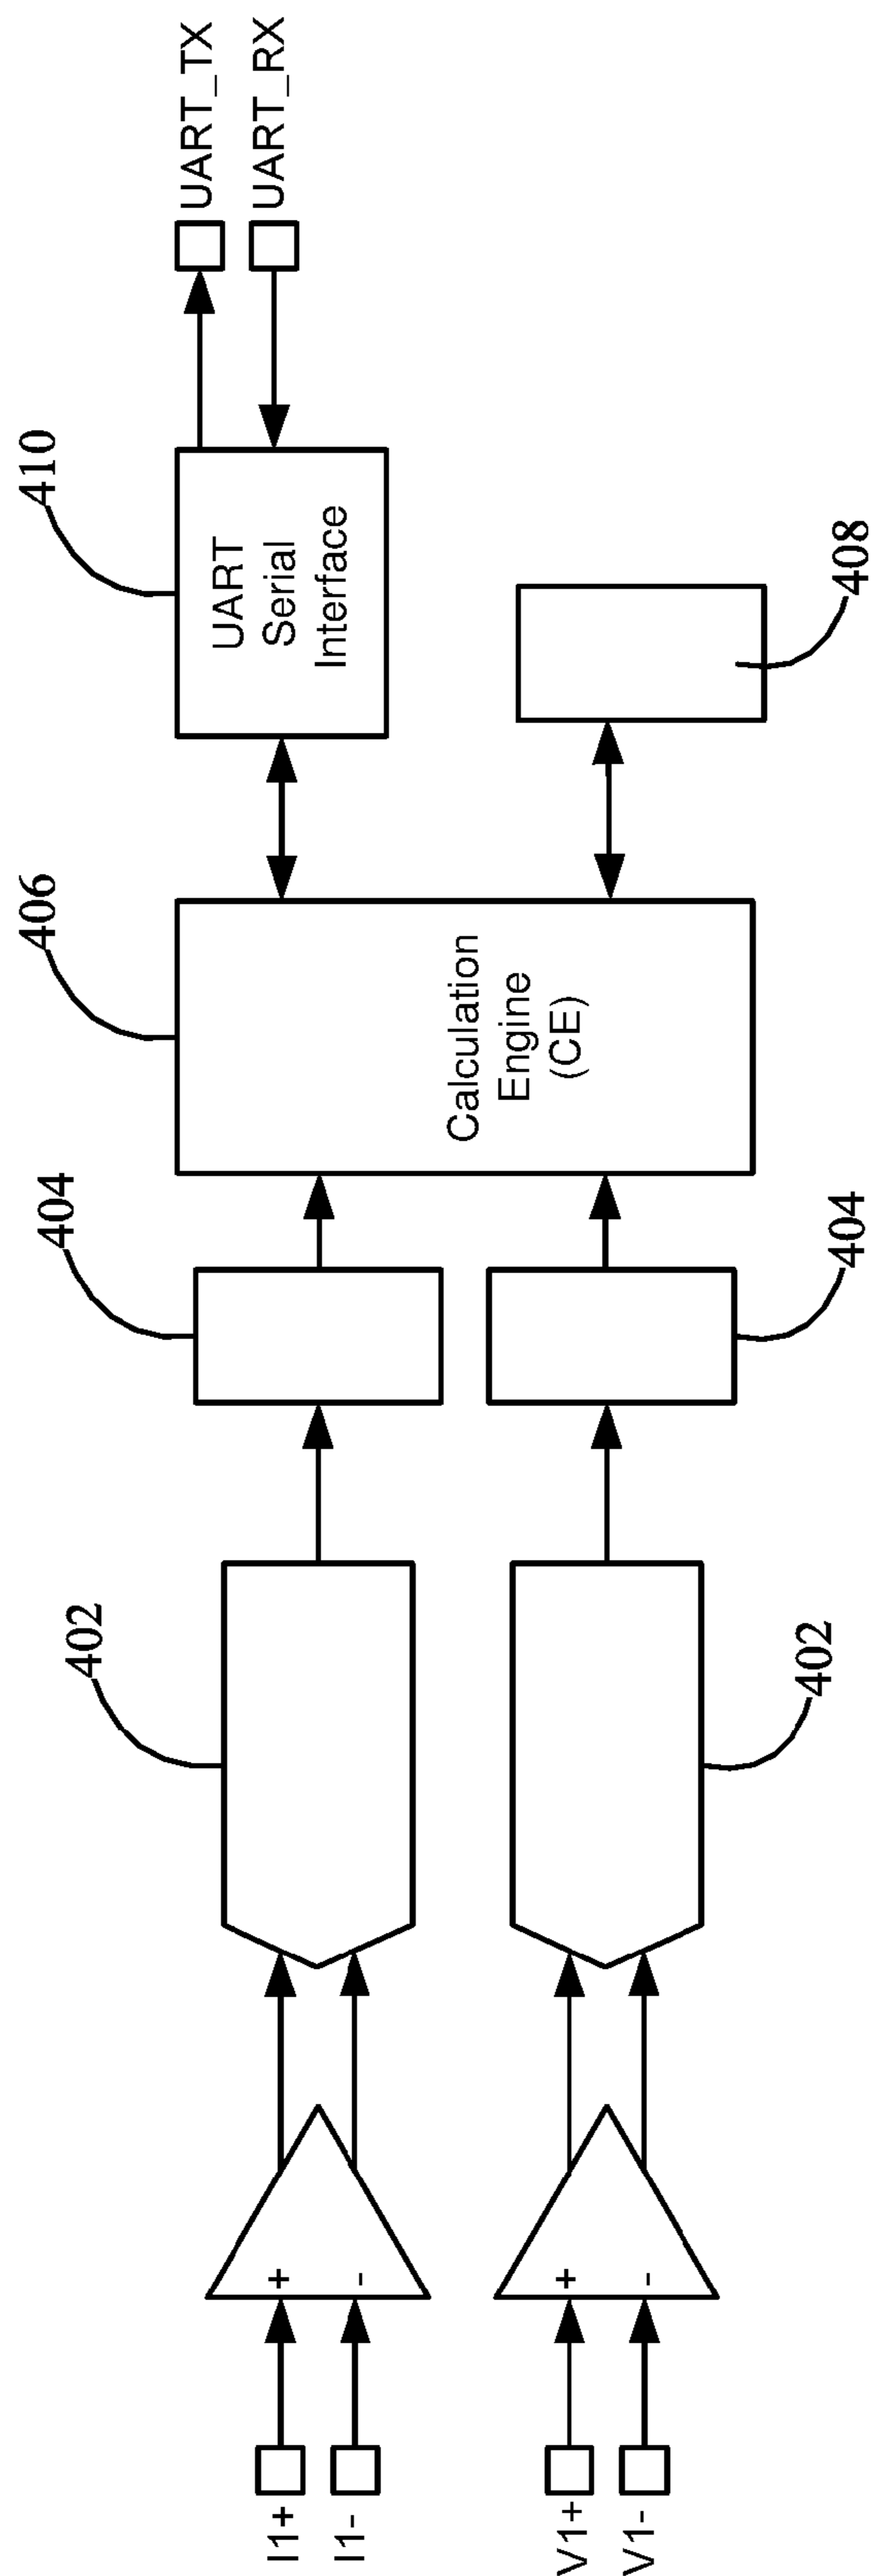 I1+
I1-
V1+
V1-
+
-
+
-
402
402
404
404
406
Calculation
Engine
(CE)
410
UART
Serial
Interface
408
UART_TX
UART_RX